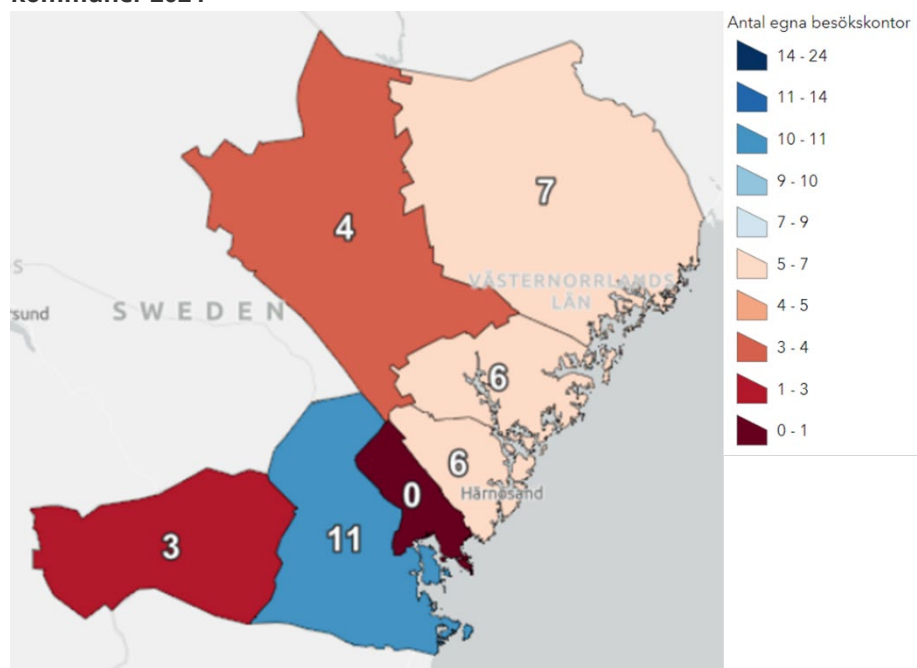 Antal egna besökskontor
14 - 24
11 - 14
10 - 11
9 - 10
7 - 9
5 - 7
4 - 5
3 - 4
1 - 3
0 - 1
7
4
VÄSTERNORRLANDS
LÄN
SWEDEN
sund
6
6
Härnösand
0
11
3